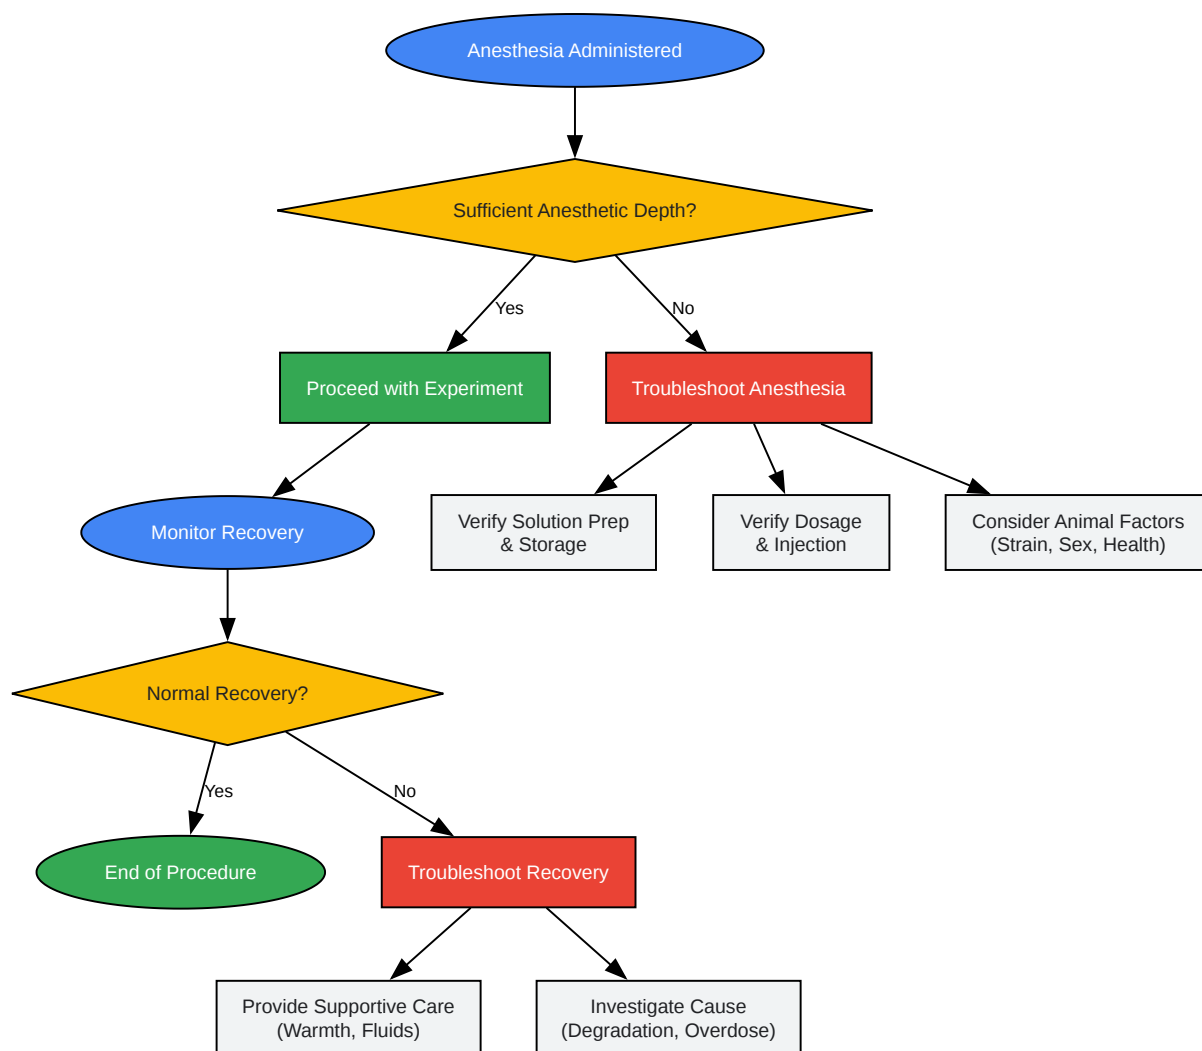 Anesthesia Administered
Sufficient Anesthetic Depth?
Yes
No
Proceed with Experiment
Troubleshoot Anesthesia
Monitor Recovery
Verify Solution Prep
& Storage
Verify Dosage
& Injection
Consider Animal Factors
(Strain, Sex, Health)
Normal Recovery?
Yes
No
End of Procedure
Troubleshoot Recovery
Provide Supportive Care
(Warmth, Fluids)
Investigate Cause
(Degradation, Overdose)